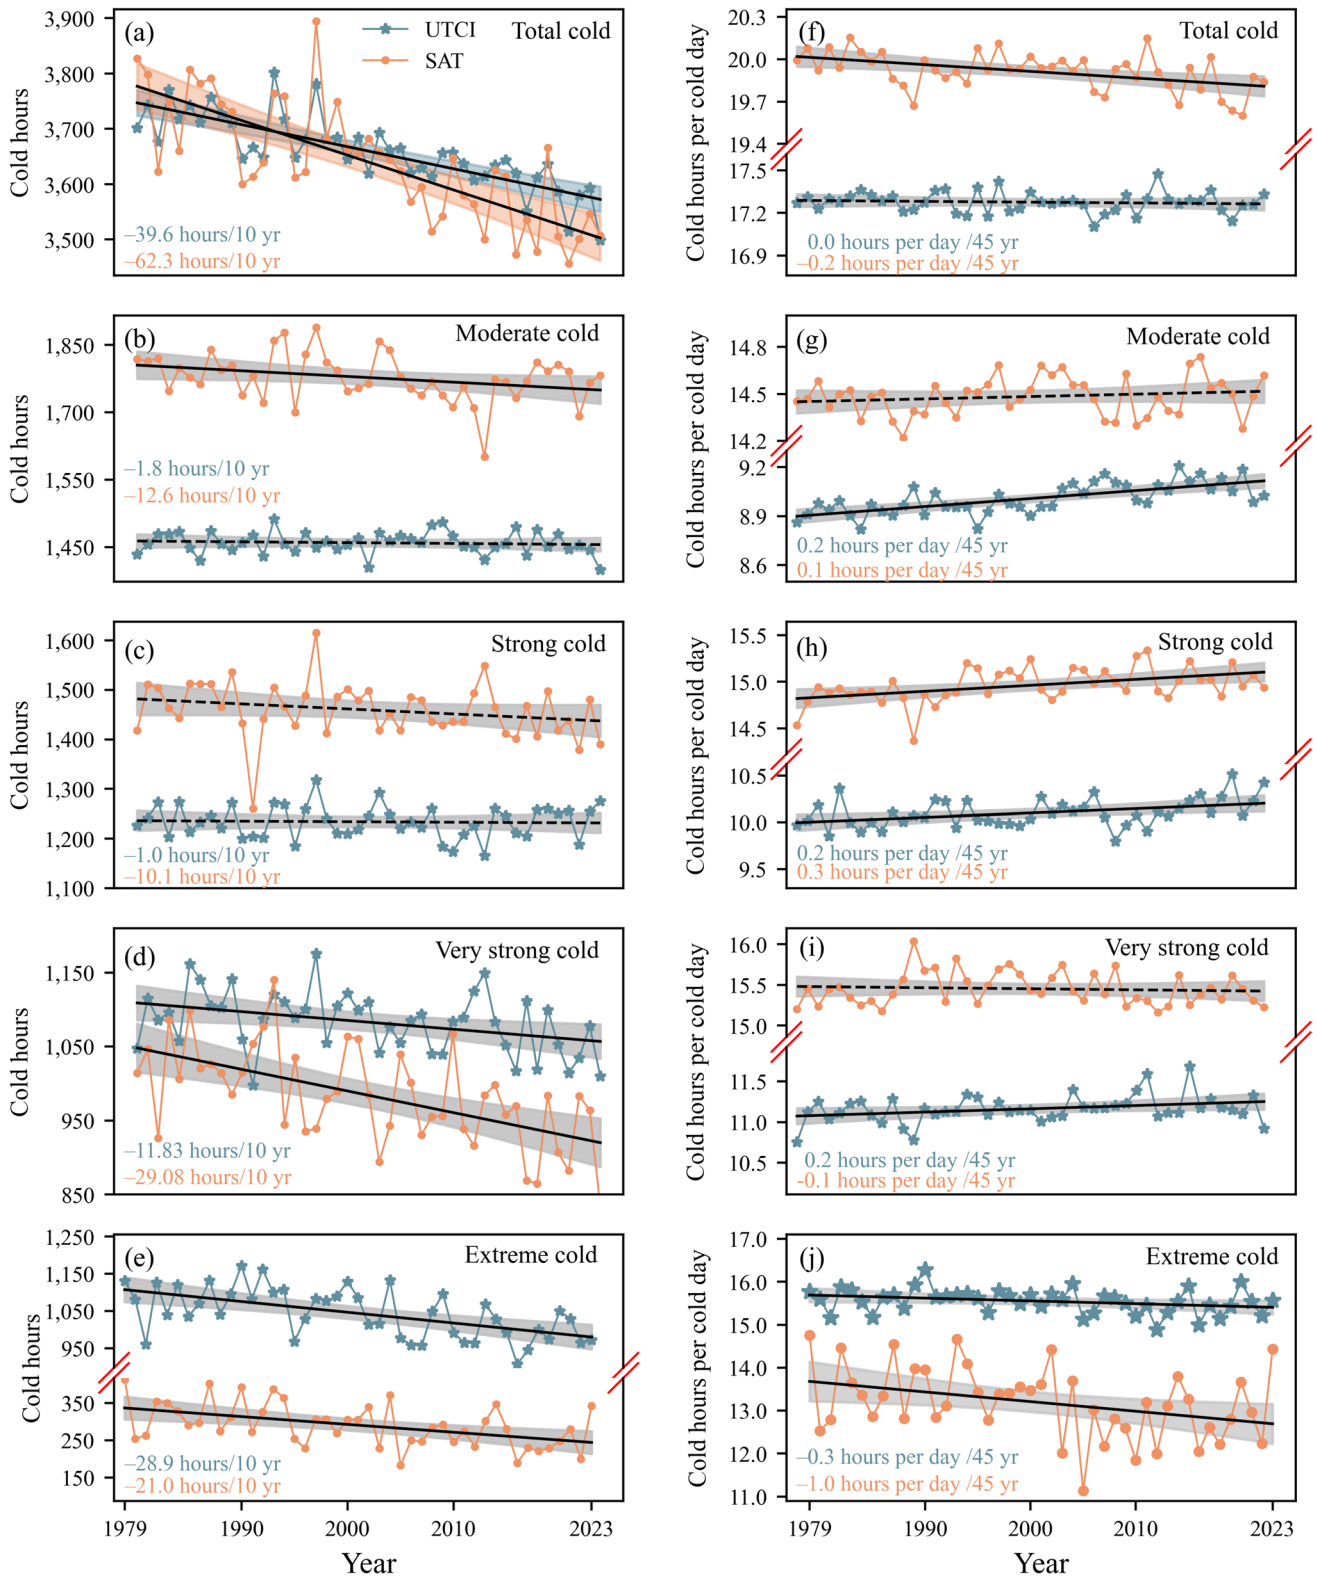 (a)
UTCI
SAT
Total cold
3,900
3,800
3,700
3,600
3,500
Cold hours
–39.6 hours/10 yr
–62.3 hours/10 yr
(f)
Total cold
20.3
20.0
19.7
19.4
17.5
17.2
16.9
Cold hours per cold day
0.0 hours per day /45 yr
–0.2 hours per day /45 yr
(b)
Moderate cold
1,850
1,700
1,550
1,450
Cold hours
–1.8 hours/10 yr
–12.6 hours/10 yr
(g)
Moderate cold
14.8
14.5
14.2
9.2
8.9
8.6
Cold hours per cold day
0.2 hours per day /45 yr
0.1 hours per day /45 yr
(c)
Strong cold
1,600
1,500
1,400
1,300
1,200
1,100
Cold hours
–1.0 hours/10 yr
–10.1 hours/10 yr
(h)
Strong cold
15.5
15.0
14.5
10.5
10.0
9.5
Cold hours per cold day
0.2 hours per day /45 yr
0.3 hours per day /45 yr
(d)
Very strong cold
1,150
1,050
950
850
Cold hours
–11.83 hours/10 yr
–29.08 hours/10 yr
(i)
Very strong cold
16.0
15.5
15.0
11.5
11.0
10.5
Cold hours per cold day
0.2 hours per day /45 yr
-0.1 hours per day /45 yr
(e)
Extreme cold
1,250
1,150
1,050
950
350
250
150
Cold hours
–28.9 hours/10 yr
–21.0 hours/10 yr
1979
1990
2000
2010
2023
Year
(j)
Extreme cold
17.0
16.0
15.0
14.0
13.0
12.0
11.0
Cold hours per cold day
–0.3 hours per day /45 yr
–1.0 hours per day /45 yr
1979
1990
2000
2010
2023
Year